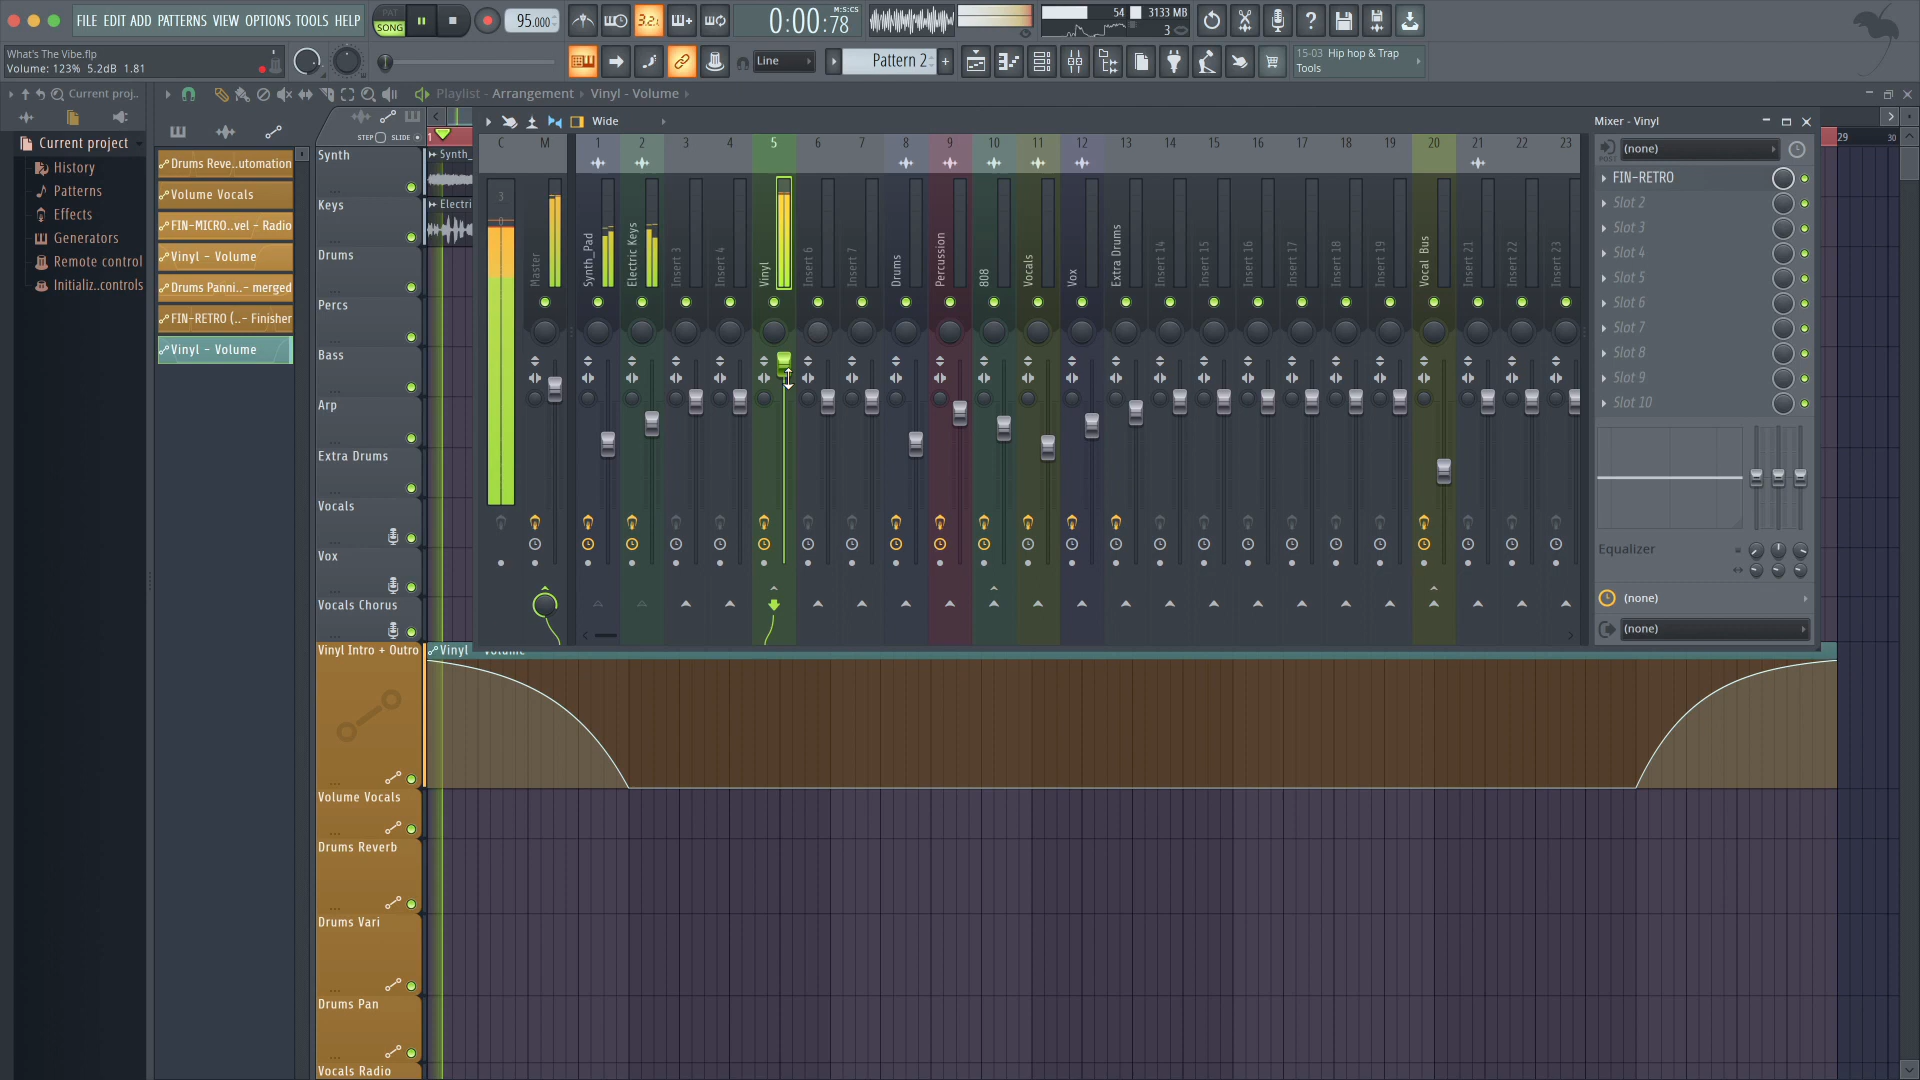 FILE EDIT ADD PATTERNS VIEW OPTIONS TOOLS HELP
PAT
SONG
95.000
3.2.
0:00:78
M:S:CS
54
3133 MB
3
What's The Vibe.flp
Volume: 123% 5.2dB 1.81
Line
Pattern 2
+
15-03 Hip hop & Trap
Tools
Current proj..
Playlist - Arrangement › Vinyl - Volume ›
Current project
History
Patterns
Effects
Generators
Remote control
Initializ..controls
Drums Reve..utomation
Volume Vocals
FIN-MICRO..vel - Radio
Vinyl - Volume
Drums Panni..- merged
FIN-RETRO (..- Finisher
Vinyl - Volume
STEP
SLIDE
1
29
30
Synth
Synth_
Keys
Electri
Drums
Percs
Bass
Arp
Extra Drums
Vocals
Vox
Vocals Chorus
Vinyl Intro + Outro
Vinyl - Volume
Volume Vocals
Drums Reverb
Drums Vari
Drums Pan
Vocals Radio
Wide
C M 1 2 3 4 5 6 7 8 9 10 11 12 13 14 15 16 17 18 19 20 21 22 23
3
0
Master
Synth_Pad
Electric Keys
Insert 3
Insert 4
Vinyl
Insert 6
Insert 7
Drums
Percussion
808
Vocals
Vox
Extra Drums
Insert 14
Insert 15
Insert 16
Insert 17
Insert 18
Insert 19
Vocal Bus
Insert 21
Insert 22
Insert 23
Mixer - Vinyl
POST
(none)
FIN-RETRO
Slot 2
Slot 3
Slot 4
Slot 5
Slot 6
Slot 7
Slot 8
Slot 9
Slot 10
Equalizer
(none)
(none)